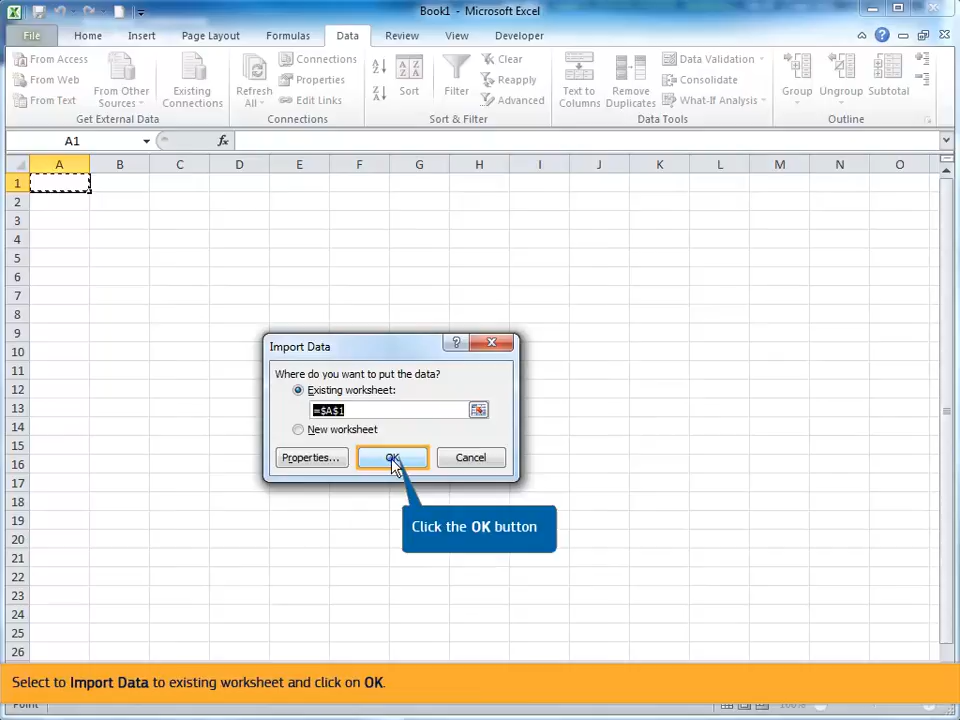 Book1 - Microsoft Excel
File Home Insert Page Layout Formulas Data Review View Developer
From Access
From Web
From Text
From Other Sources
Existing Connections
Get External Data
Refresh All
Connections
Properties
Edit Links
Connections
A Z
Z A
A Z Z A
Sort
Filter
Clear
Reapply
Advanced
Sort & Filter
Text to Columns
Remove Duplicates
Data Validation
Consolidate
What-If Analysis
Data Tools
Group
Ungroup
Subtotal
Outline
A1 fx
A B C D E F G H I J K L M N O
1
2
3
4
5
6
7
8
9
10
11
12
13
14
15
16
17
18
19
20
21
22
23
24
25
26
Import Data
Where do you want to put the data?
Existing worksheet:
=$A$1
New worksheet
Properties... OK Cancel
Click the OK button
Select to Import Data to existing worksheet and click on OK.
Point 100%